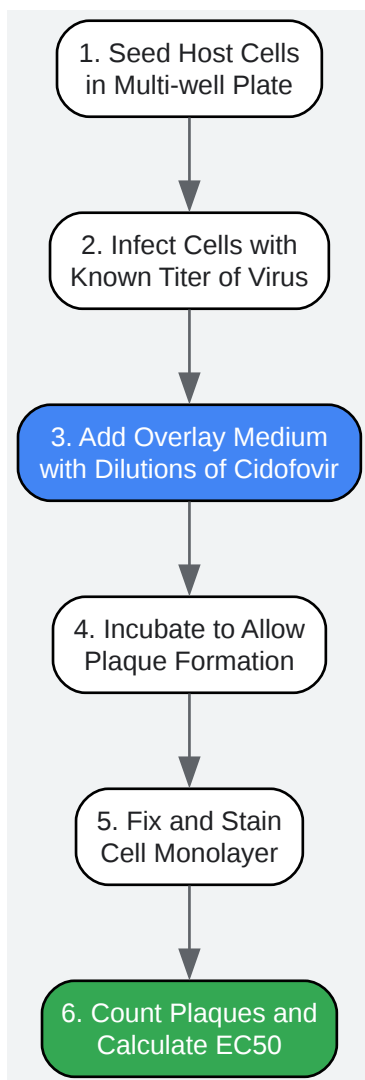 1. Seed Host Cells
in Multi-well Plate
2. Infect Cells with
Known Titer of Virus
3. Add Overlay Medium
with Dilutions of Cidofovir
4. Incubate to Allow
Plaque Formation
5. Fix and Stain
Cell Monolayer
6. Count Plaques and
Calculate EC50